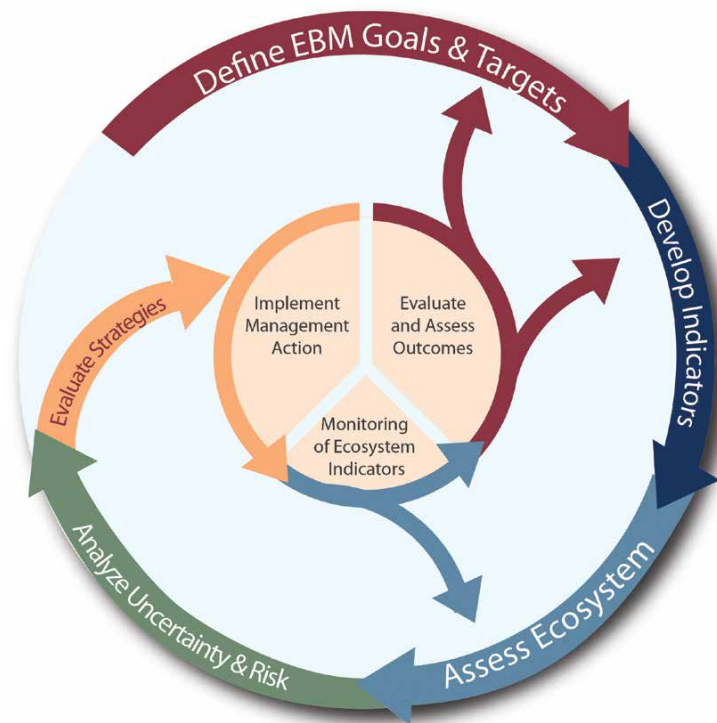 Define EBM Goals & Targets
Develop Indicators
Assess Ecosystem
Analyze Uncertainty & Risk
Evaluate Strategies
Implement
Management
Action
Evaluate
and Assess
Outcomes
Monitoring
of Ecosystem
Indicators